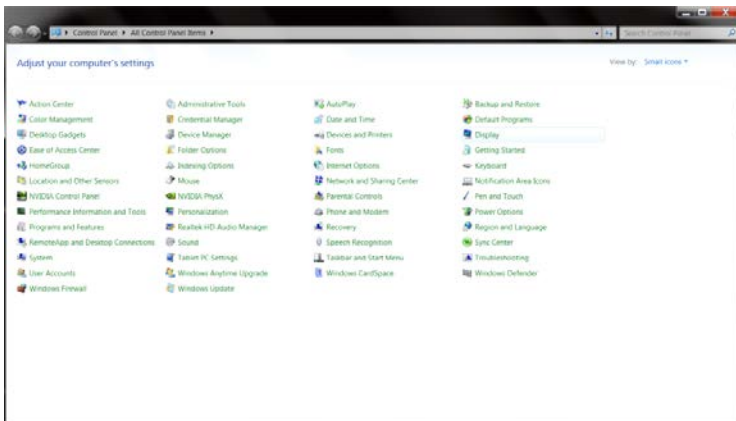 Control Panel All Control Panel Items
Search Control Panel
Adjust your computer's settings
View by: Small icons
Action Center Administrative Tools AutoPlay Backup and Restore
Color Management Credential Manager Date and Time Default Programs
Desktop Gadgets Device Manager Devices and Printers Display
Ease of Access Center Folder Options Fonts Getting Started
HomeGroup Indexing Options Internet Options Keyboard
Location and Other Sensors Mouse Network and Sharing Center Notification Area Icons
NVIDIA Control Panel NVIDIA PhysX Parental Controls Pen and Touch
Performance Information and Tools Personalization Phone and Modem Power Options
Programs and Features Realtek HD Audio Manager Recovery Region and Language
RemoteApp and Desktop Connections Sound Speech Recognition Sync Center
System Tablet PC Settings Taskbar and Start Menu Troubleshooting
User Accounts Windows Anytime Upgrade Windows CardSpace Windows Defender
Windows Firewall Windows Update